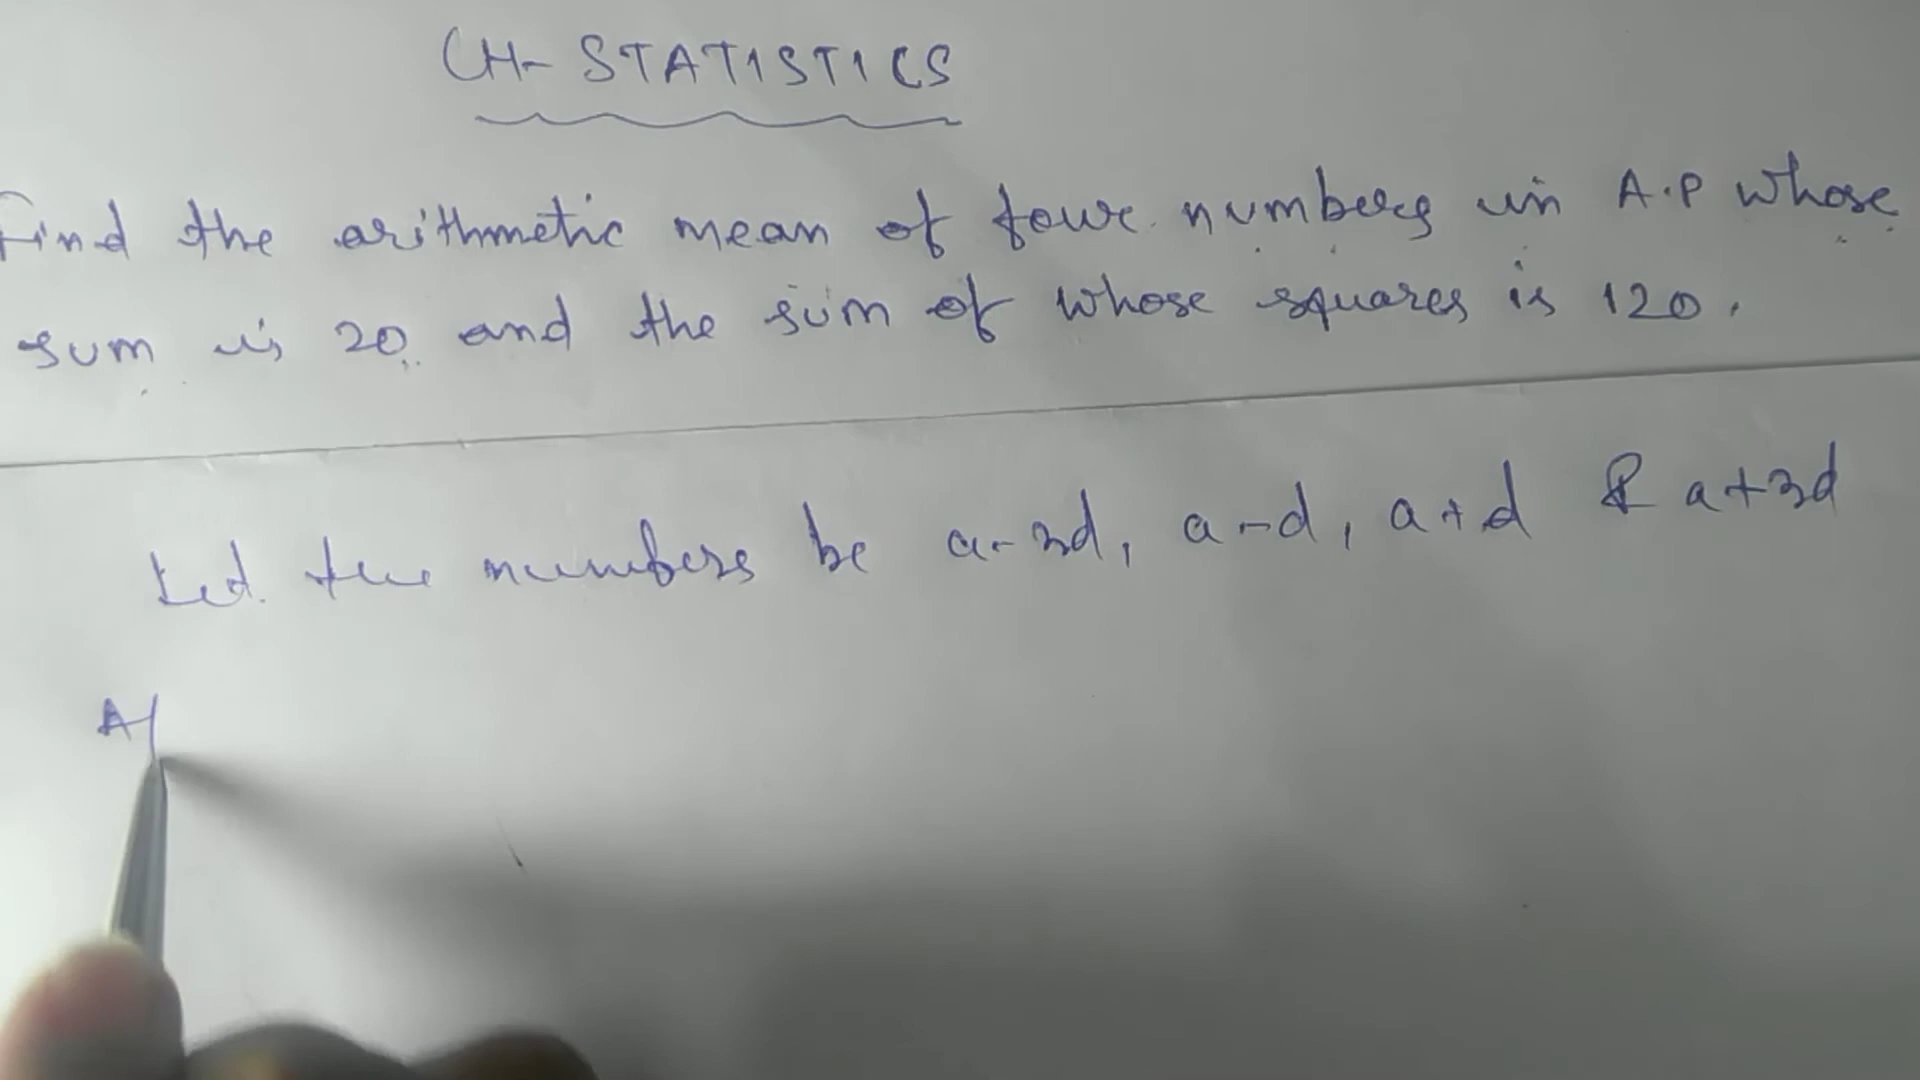 CH- STATISTICS
Find the arithmetic mean of four numbers in A.P whose
sum is 20 and the sum of whose squares is 120.
Let the numbers be a-3d, a-d, a+d & a+3d
A/